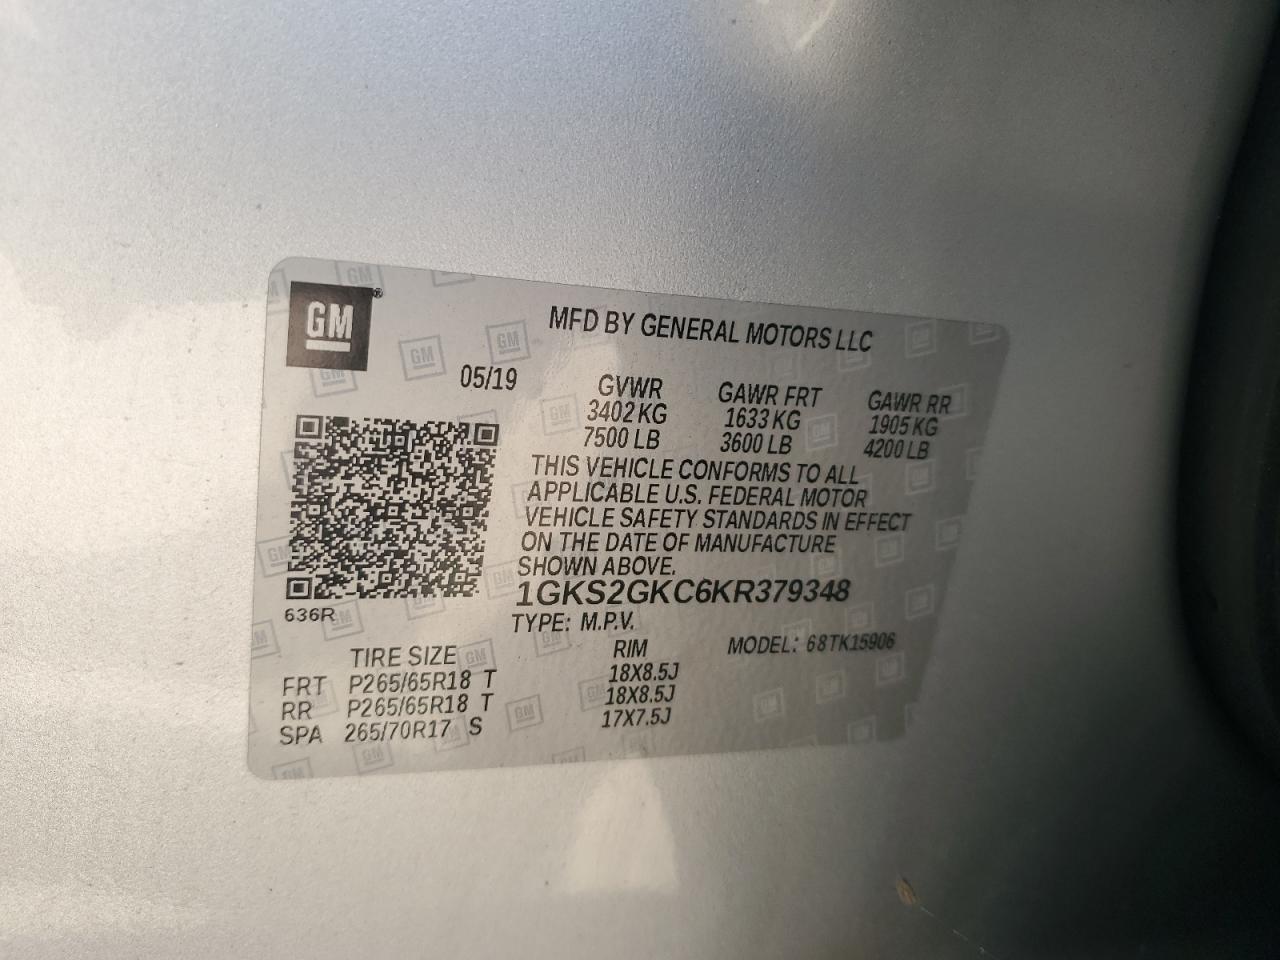 GM®
MFD BY GENERAL MOTORS LLC
05/19
GVWR GAWR FRT GAWR RR
3402 KG 1633 KG 1905 KG
7500 LB 3600 LB 4200 LB
THIS VEHICLE CONFORMS TO ALL
APPLICABLE U.S. FEDERAL MOTOR
VEHICLE SAFETY STANDARDS IN EFFECT
ON THE DATE OF MANUFACTURE
SHOWN ABOVE.
1GKS2GKC6KR379348
636R
TYPE: M.P.V.
MODEL: 68TK15906
TIRE SIZE RIM
FRT P265/65R18 T 18X8.5J
RR P265/65R18 T 18X8.5J
SPA 265/70R17 S 17X7.5J